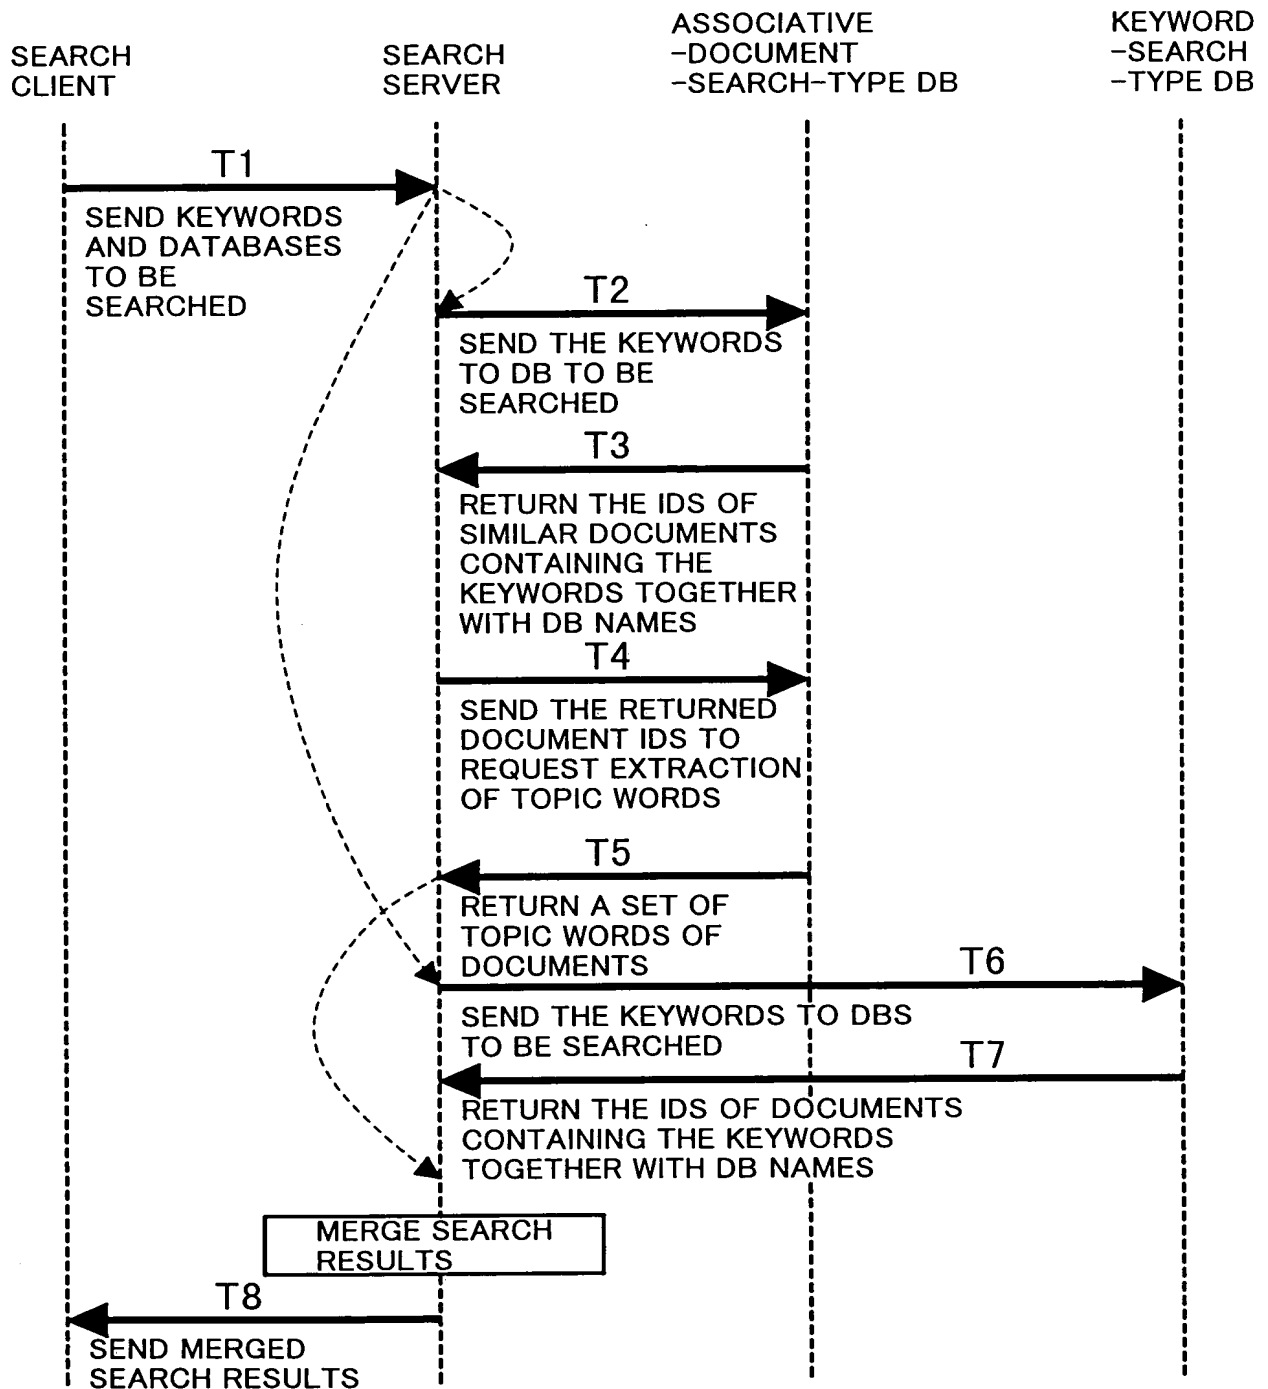 SEARCH
CLIENT
SEARCH
SERVER
ASSOCIATIVE
-DOCUMENT
-SEARCH-TYPE DB
KEYWORD
-SEARCH
-TYPE DB
T1
SEND KEYWORDS
AND DATABASES
TO BE
SEARCHED
T2
SEND THE KEYWORDS
TO DB TO BE
SEARCHED
T3
RETURN THE IDS OF
SIMILAR DOCUMENTS
CONTAINING THE
KEYWORDS TOGETHER
WITH DB NAMES
T4
SEND THE RETURNED
DOCUMENT IDS TO
REQUEST EXTRACTION
OF TOPIC WORDS
T5
RETURN A SET OF
TOPIC WORDS OF
DOCUMENTS
T6
SEND THE KEYWORDS TO DBS
TO BE SEARCHED
T7
RETURN THE IDS OF DOCUMENTS
CONTAINING THE KEYWORDS
TOGETHER WITH DB NAMES
MERGE SEARCH
RESULTS
T8
SEND MERGED
SEARCH RESULTS